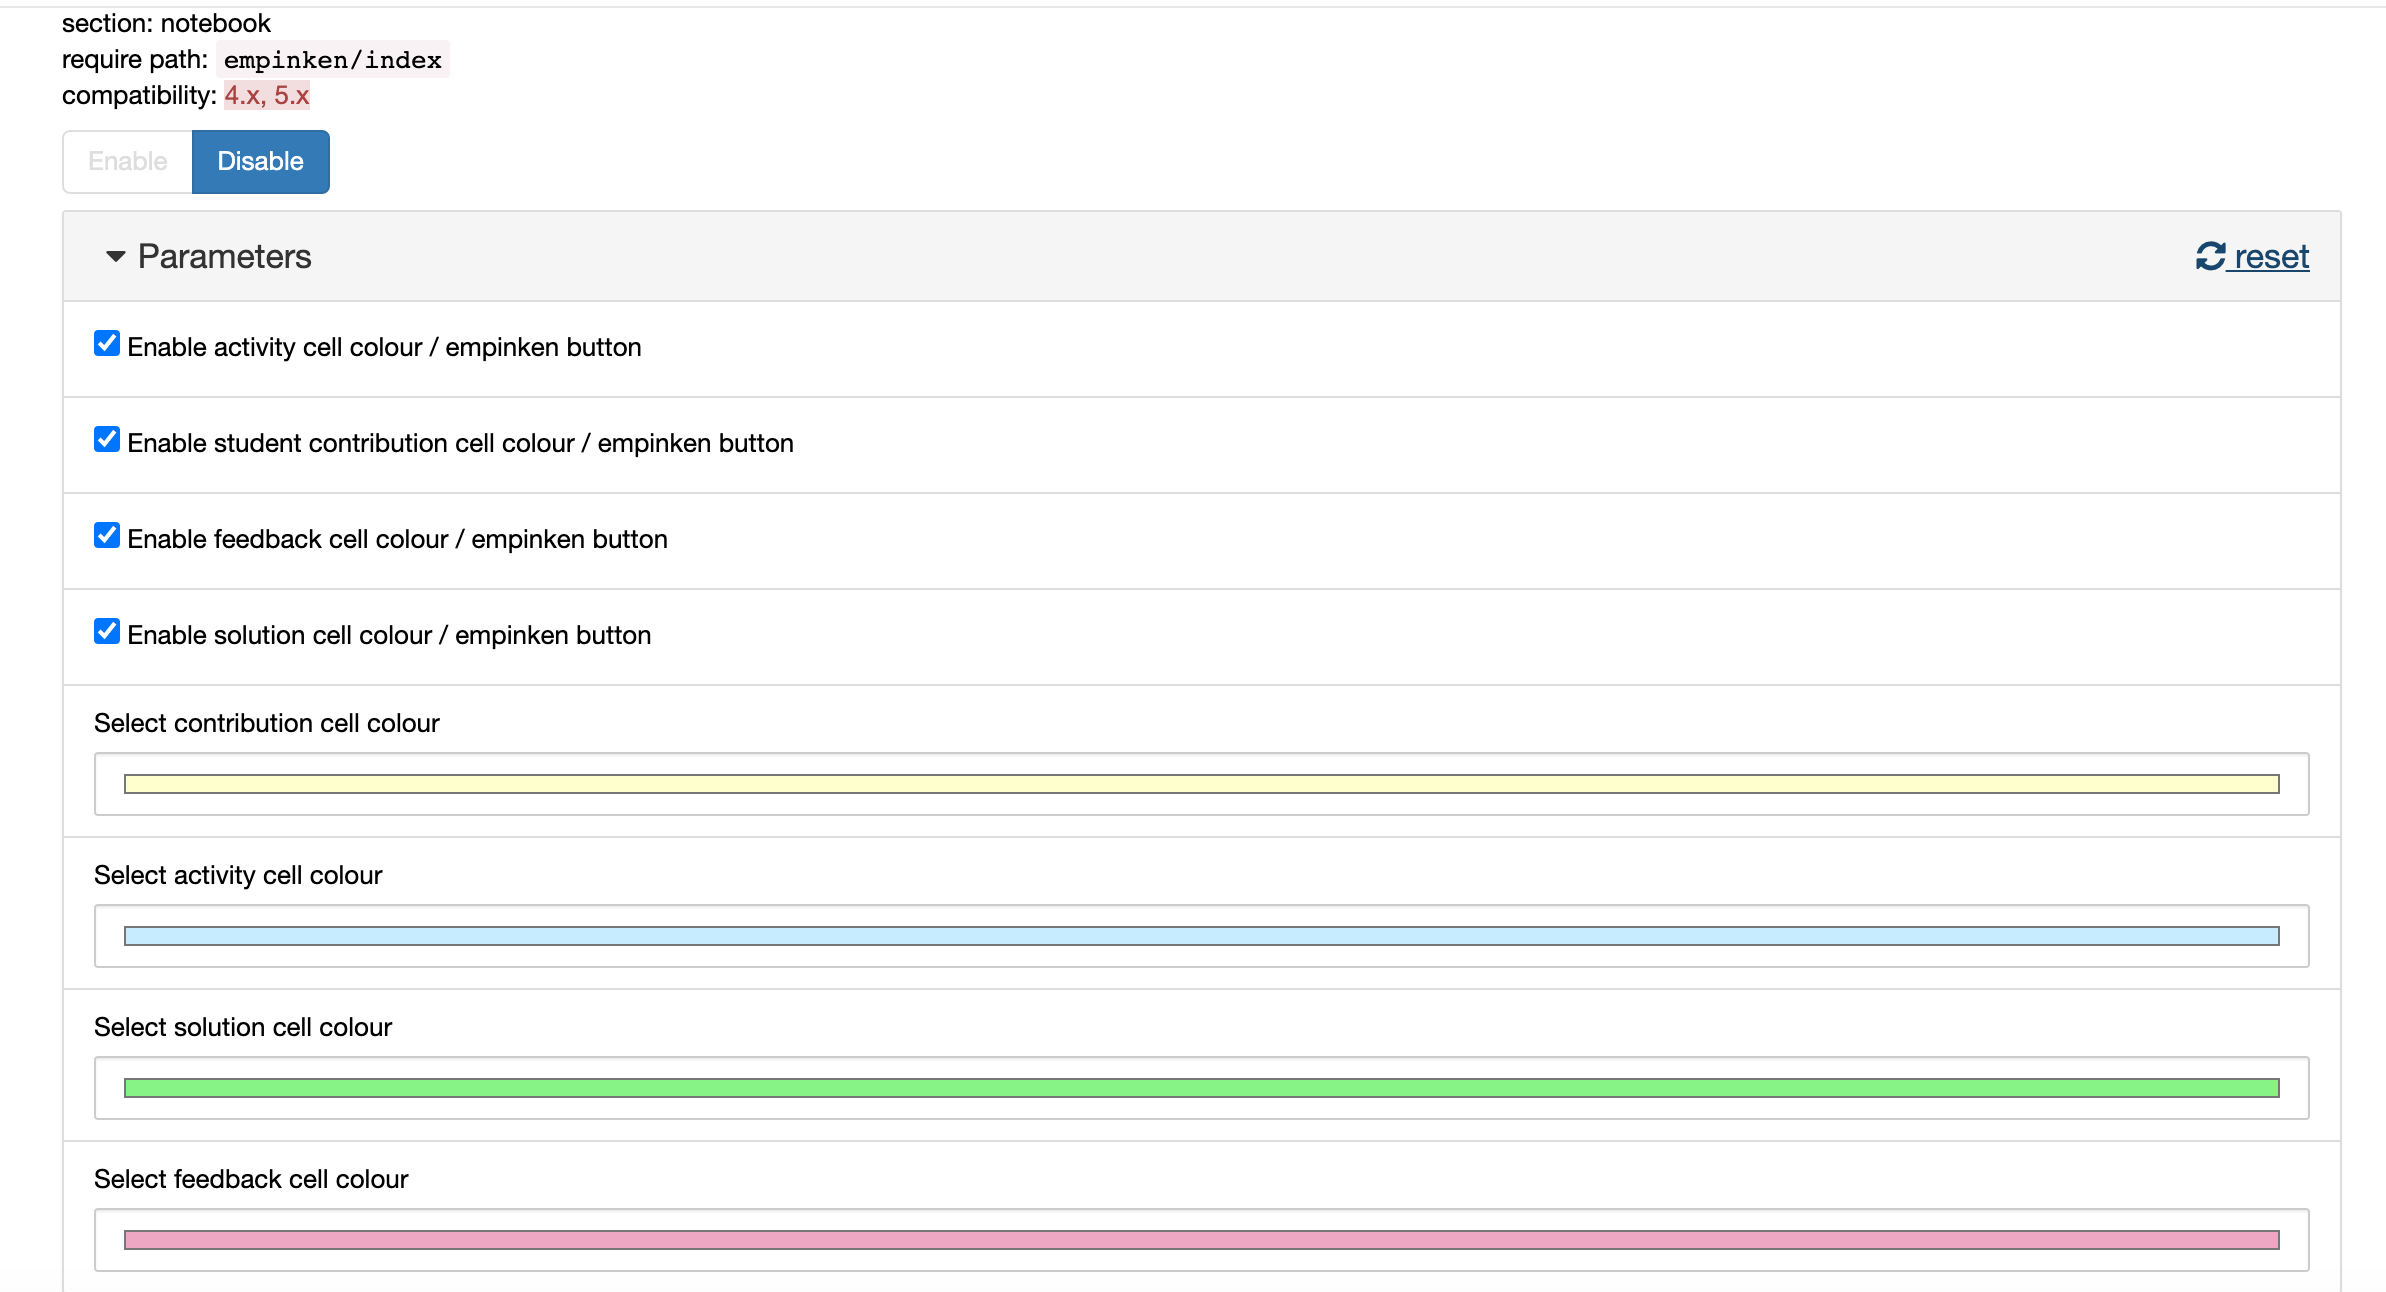 section: notebook
require path: empinken/index
compatibility: 4.x, 5.x
Enable Disable
Parameters reset
Enable activity cell colour / empinken button
Enable student contribution cell colour / empinken button
Enable feedback cell colour / empinken button
Enable solution cell colour / empinken button
Select contribution cell colour
Select activity cell colour
Select solution cell colour
Select feedback cell colour